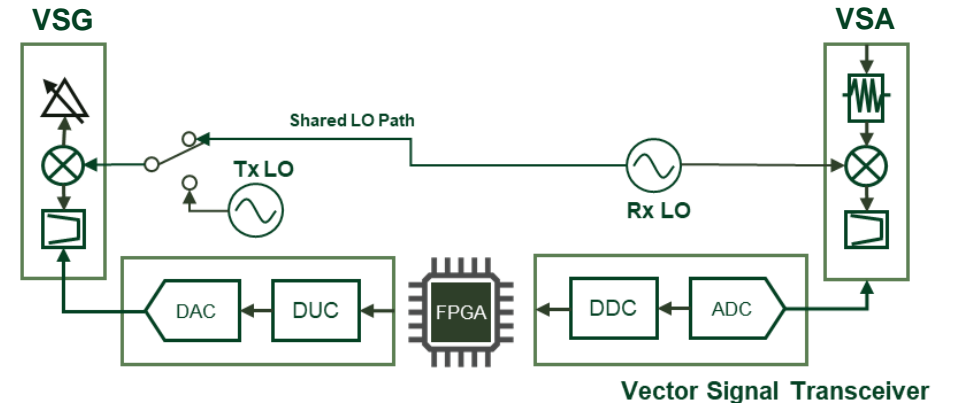 VSG
VSA
Shared LO Path
Tx LO
Rx LO
DAC
DUC
FPGA
DDC
ADC
Vector Signal Transceiver